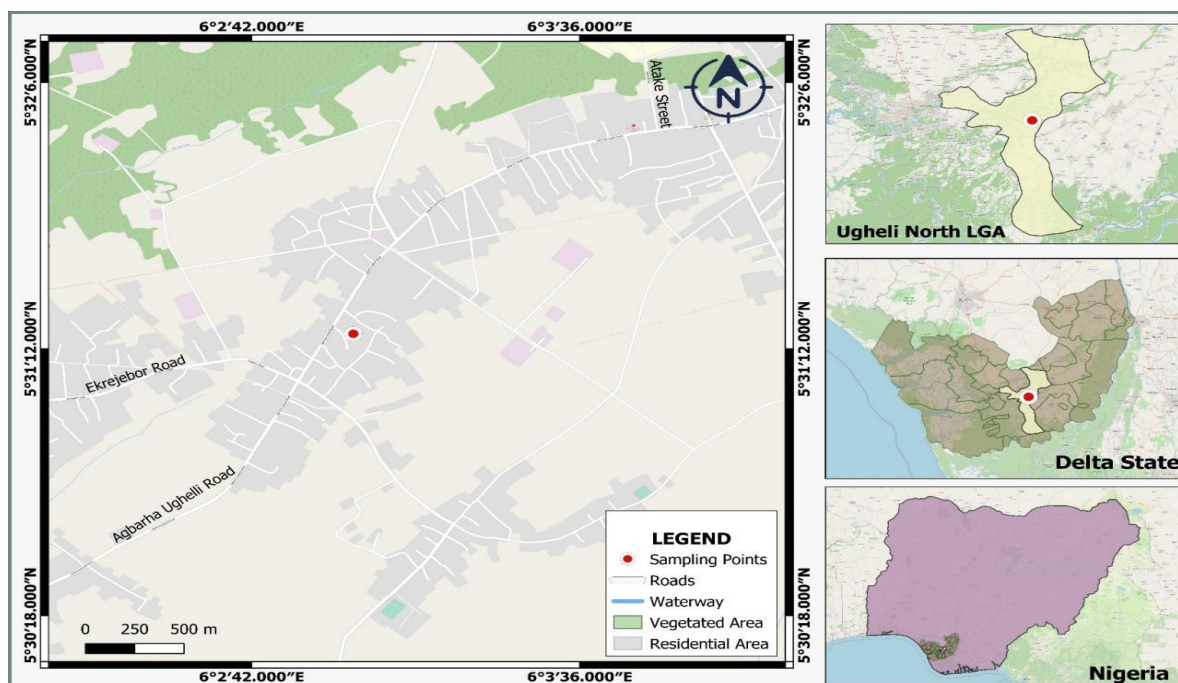 6°2′42.000″E
6°3′36.000″E
5°32′6.000″N
5°32′6.000″N
Atake Street
N
5°31′12.000″N
5°31′12.000″N
Ekrejebor Road
Agbarha Ughelli Road
5°30′18.000″N
5°30′18.000″N
0 250 500 m
LEGEND
Sampling Points
Roads
Waterway
Vegetated Area
Residential Area
6°2′42.000″E
6°3′36.000″E
Ugheli North LGA
Delta State
Nigeria